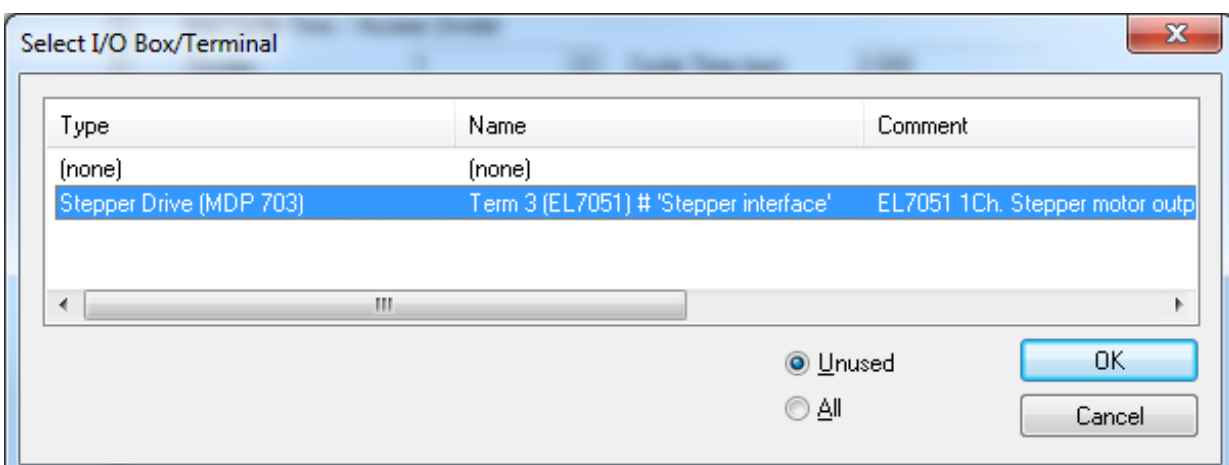 Select I/O Box/Terminal
Type Name Comment
(none) (none)
Stepper Drive (MDP 703) Term 3 (EL7051) # 'Stepper interface' EL7051 1Ch. Stepper motor outp
Unused
OK
All
Cancel